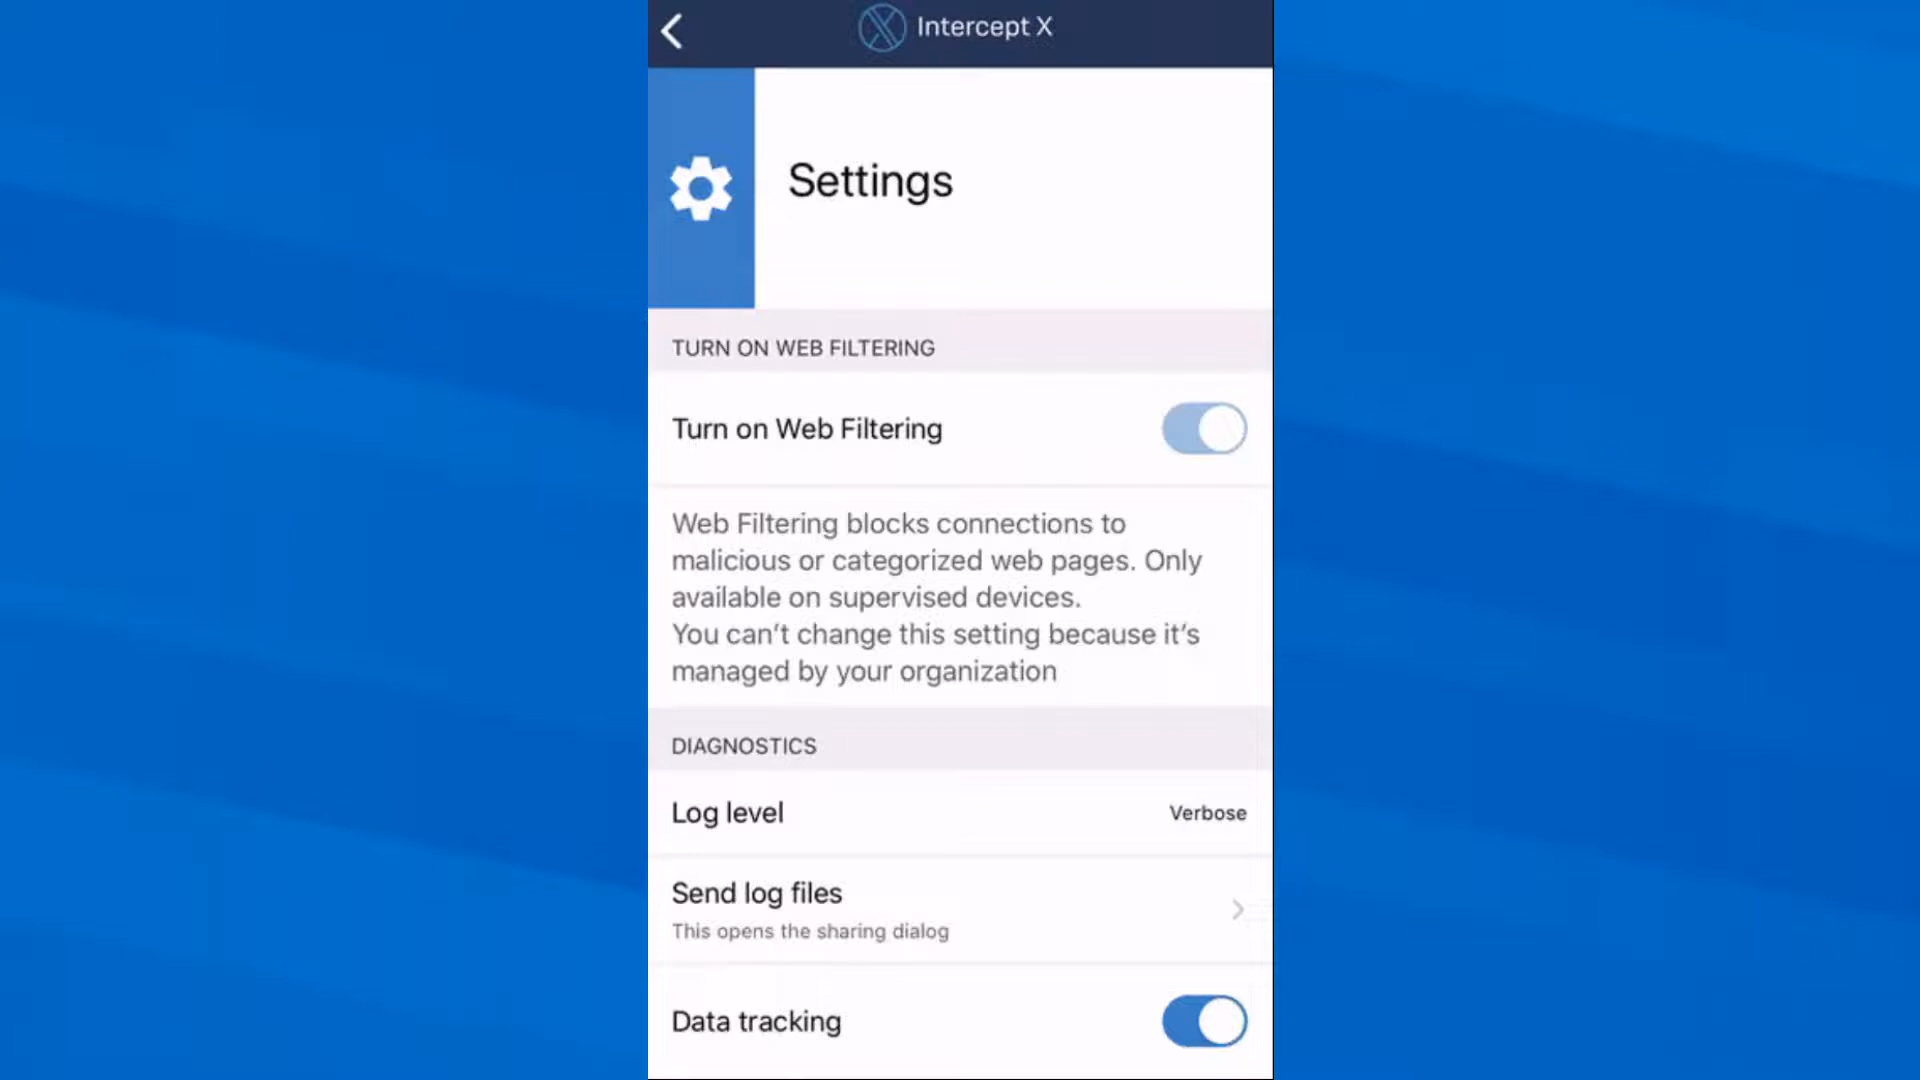 Intercept X
Settings
TURN ON WEB FILTERING
Turn on Web Filtering
Web Filtering blocks connections to
malicious or categorized web pages. Only
available on supervised devices.
You can’t change this setting because it’s
managed by your organization
DIAGNOSTICS
Log level
Verbose
Send log files
This opens the sharing dialog
Data tracking